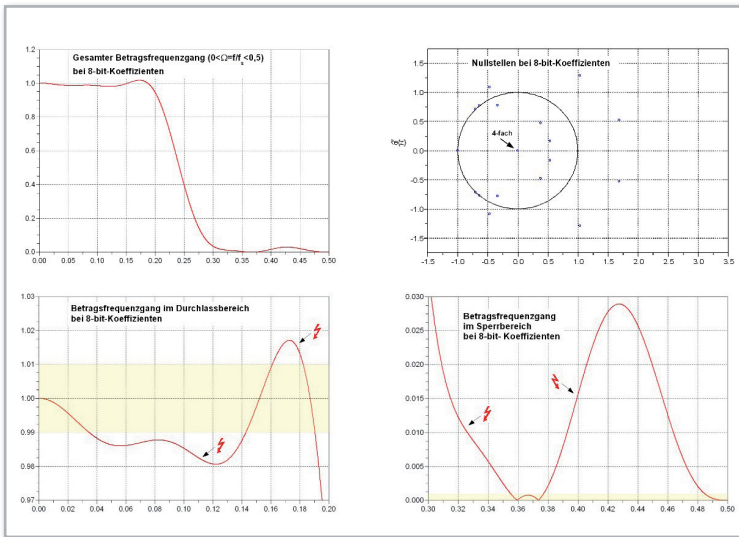 Gesamter Betragsfrequenzgang (0<Ω=f/f <0,5)
bei 8-bit-Koeffizienten
1.2
1.0
0.8
0.6
0.4
0.2
0.0
0.00 0.05 0.10 0.15 0.20 0.25 0.30 0.35 0.40 0.45 0.50
Nullstellen bei 8-bit-Koeffizienten
4-fach
1.5
1.0
0.5
0.0
-0.5
-1.0
-1.5
-1.5 -1.0 -0.5 0.0 0.5 1.0 1.5 2.0 2.5 3.0 3.5
Betragsfrequenzgang im Durchlassbereich
bei 8-bit-Koeffizienten
1.03
1.02
1.01
1.00
0.99
0.98
0.97
0.00 0.02 0.04 0.06 0.08 0.10 0.12 0.14 0.16 0.18 0.20
Betragsfrequenzgang
im Sperrbereich
bei 8-bit- Koeffizienten
0.030
0.025
0.020
0.015
0.010
0.005
0.000
0.30 0.32 0.34 0.36 0.38 0.40 0.42 0.44 0.46 0.48 0.50